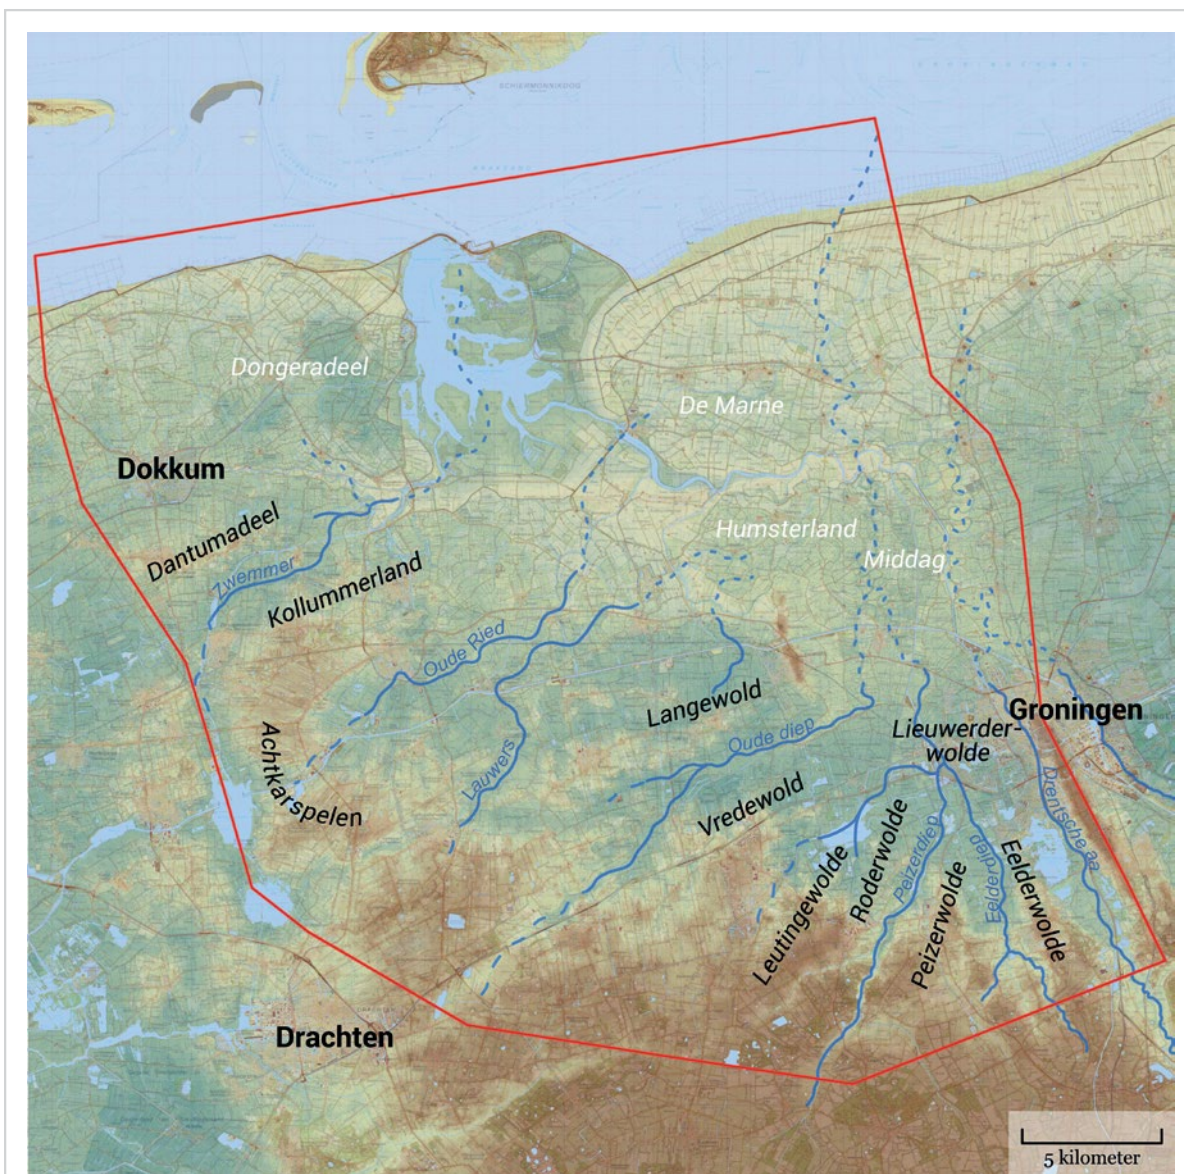 SCHIERMONNIKOOG
Dongeradeel
De Marne
Dokkum
Dantumadeel
Humsterland
Middag
Zwemmer
Kollummerland
Oude Ried
Langewold
Groningen
Lieuwerder-
wolde
Achtkarspelen
Lauwers
Oude diep
Drentsche aa
Vredewold
Peizerdiep
Eelderdiep
Eelderwolde
Roderwolde
Leutingewolde
Peizerwolde
Drachten
5 kilometer